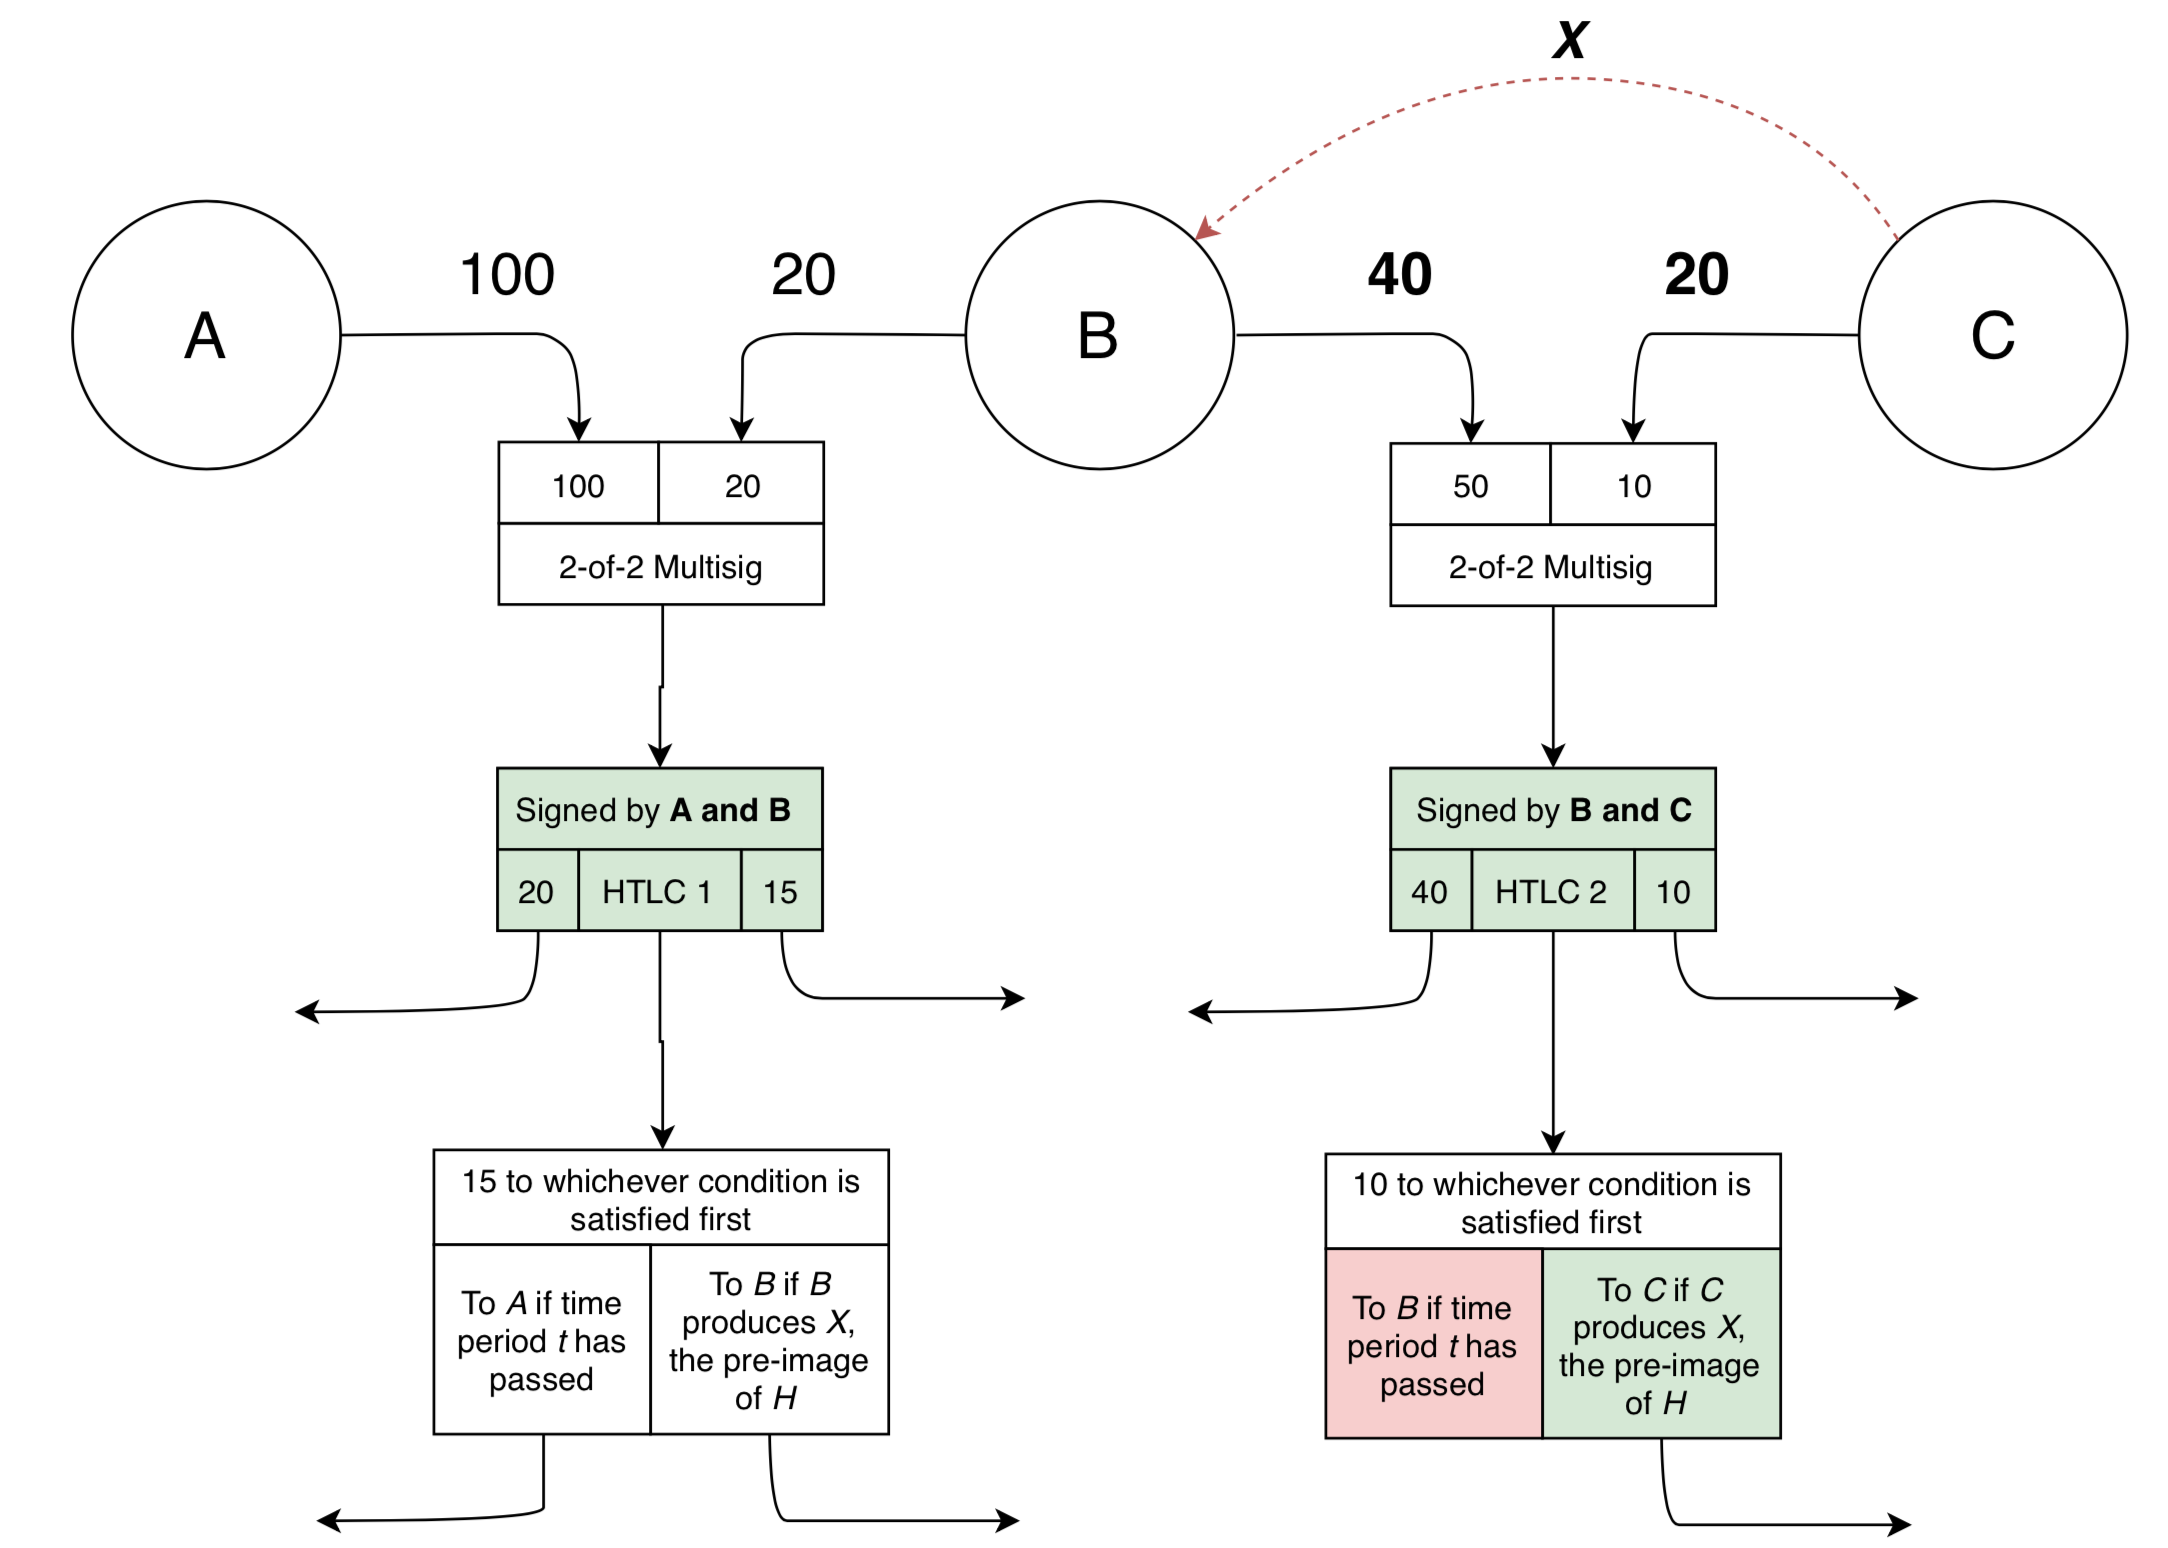 X
100
20
40
20
A
B
C
100
20
2-of-2 Multisig
50
10
2-of-2 Multisig
Signed by A and B
20
HTLC 1
15
Signed by B and C
40
HTLC 2
10
15 to whichever condition is
satisfied first
To A if time
period t has
passed
To B if B
produces X,
the pre-image
of H
10 to whichever condition is
satisfied first
To B if time
period t has
passed
To C if C
produces X,
the pre-image
of H